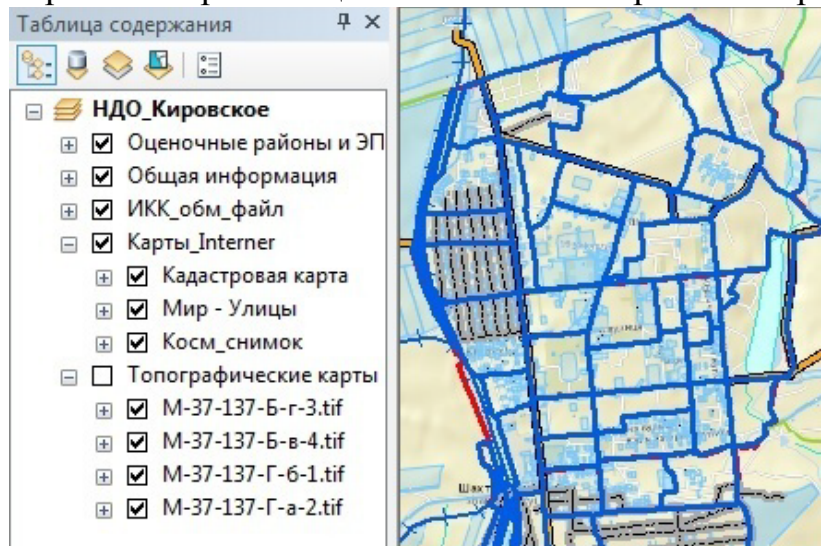 Таблица содержания
НДО_Кировское
Оценочные районы и ЭП
Общая информация
ИКК_обм_файл
Карты_Interner
Кадастровая карта
Мир - Улицы
Косм_снимок
Топографические карты
М-37-137-Б-г-3.tif
М-37-137-Б-в-4.tif
М-37-137-Г-б-1.tif
М-37-137-Г-а-2.tif
Шахт